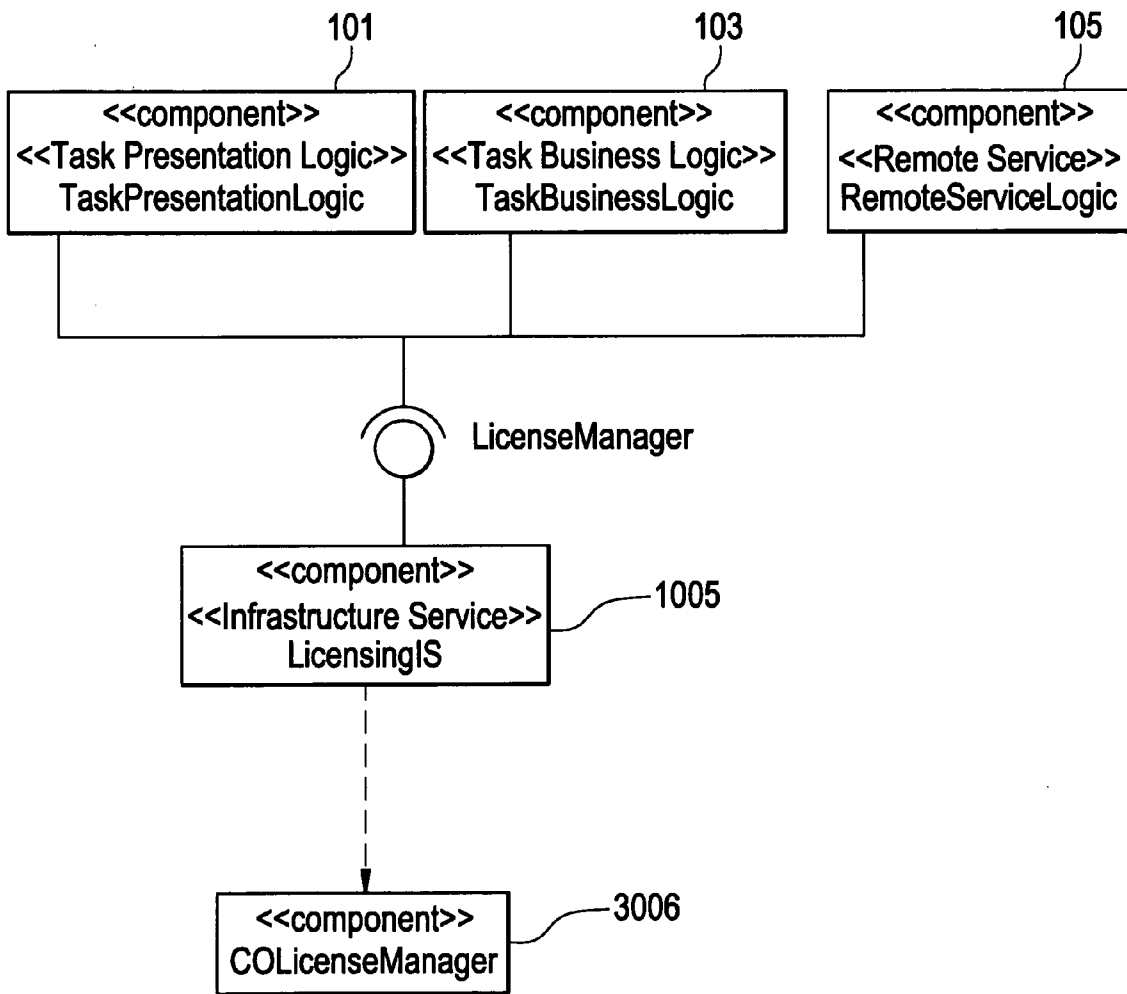 101
103
105
<<component>>
<<Task Presentation Logic>>
TaskPresentationLogic
<<component>>
<<Task Business Logic>>
TaskBusinessLogic
<<component>>
<<Remote Service>>
RemoteServiceLogic
LicenseManager
<<component>>
<<Infrastructure Service>>
LicensingIS
1005
<<component>>
COLicenseManager
3006